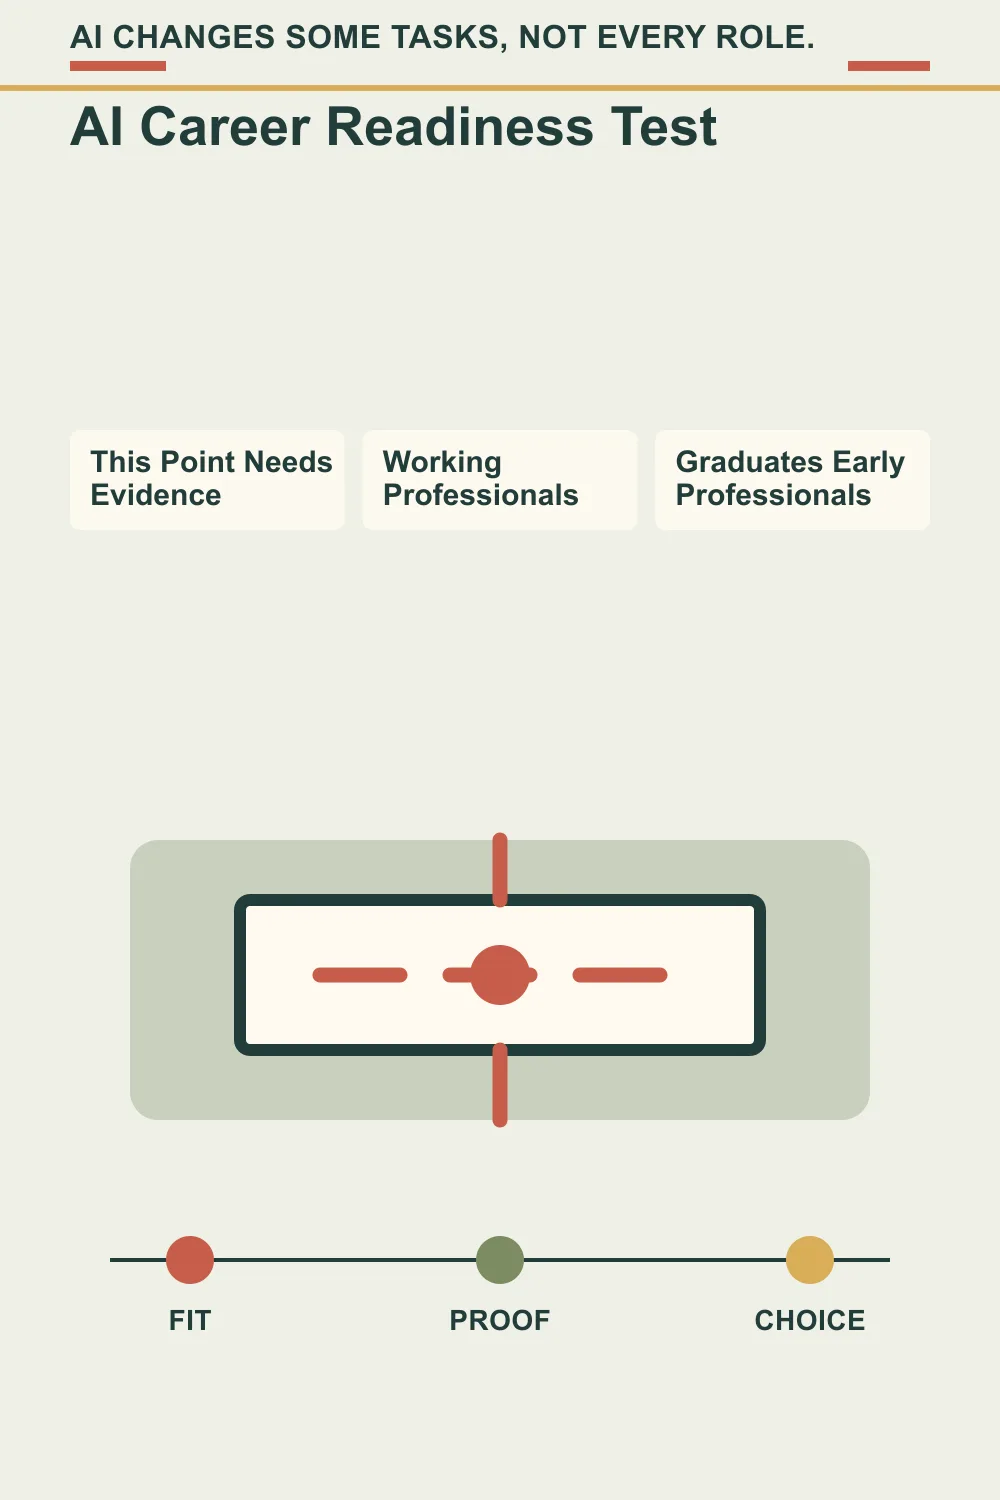 AI CHANGES SOME TASKS, NOT EVERY ROLE.
AI Career Readiness Test
This Point Needs
Evidence
Working
Professionals
Graduates Early
Professionals
FIT
PROOF
CHOICE